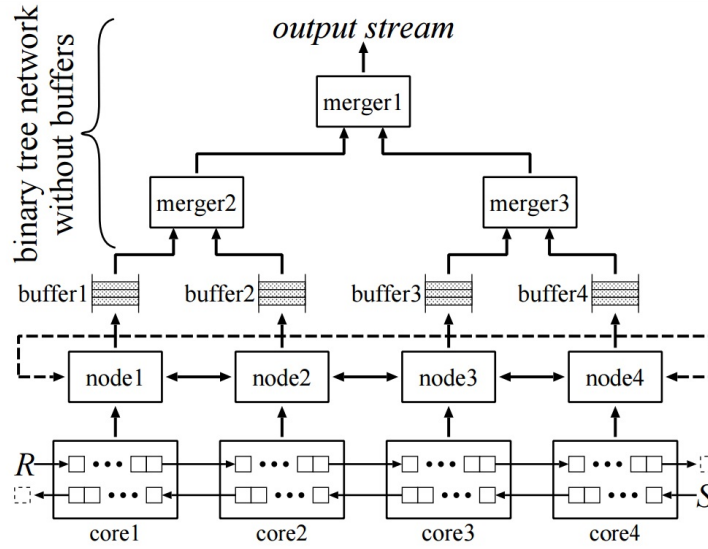 output stream
binary tree network
without buffers
merger1
merger2
merger3
buffer1
buffer2
buffer3
buffer4
node1
node2
node3
node4
R
S
core1
core2
core3
core4